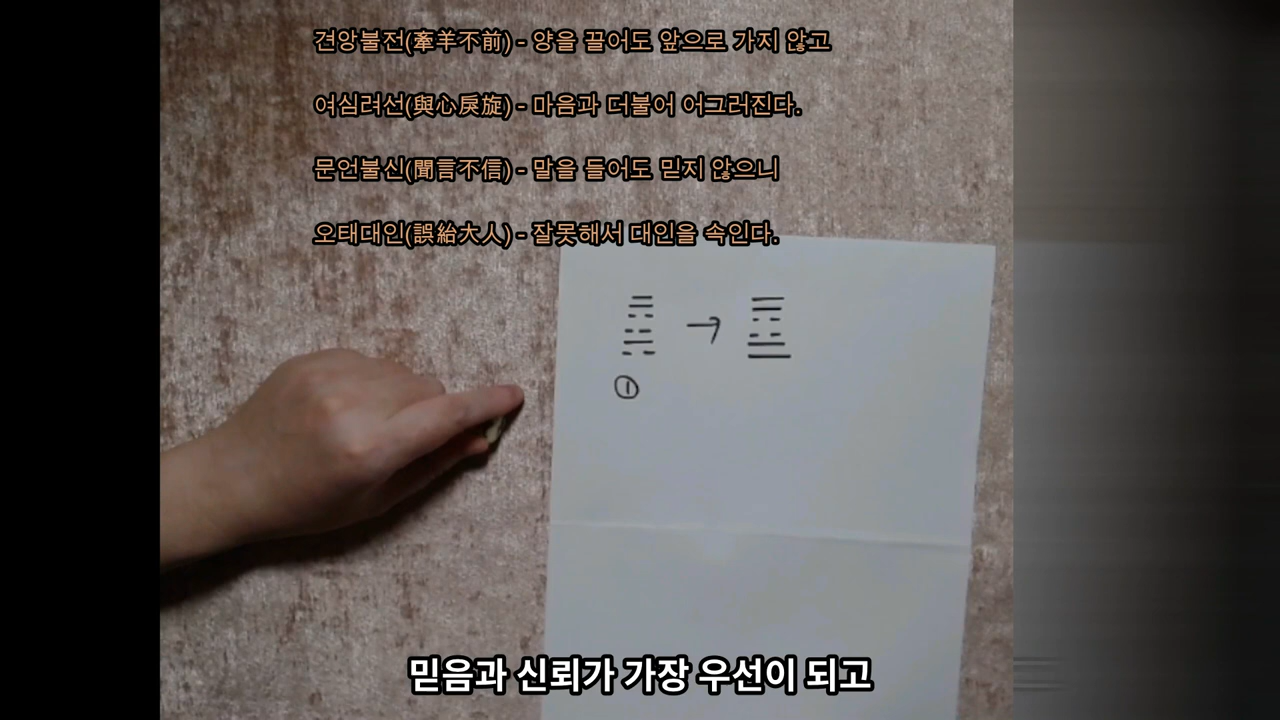 견앙불전(牽羊不前) - 양을 끌어도 앞으로 가지 않고
여심려선(與心戾旋) - 마음과 더불어 어그러진다.
문언불신(聞言不信) - 말을 들어도 믿지 않으니
오태대인(誤紿大人) - 잘못해서 대인을 속인다.
①
믿음과 신뢰가 가장 우선이 되고